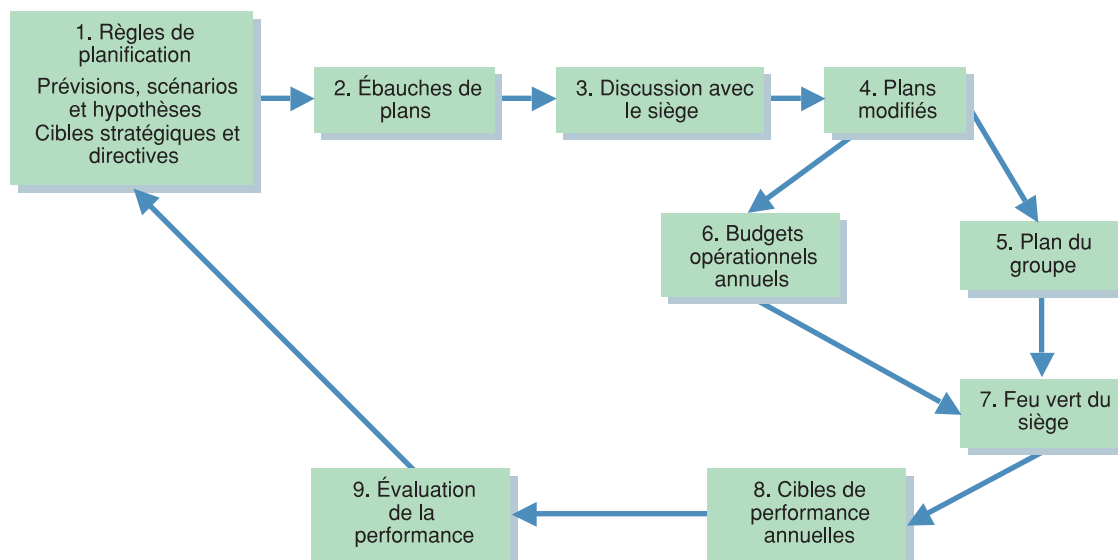 1. Règles de
planification
Prévisions, scénarios
et hypothèses
Cibles stratégiques et
directives
2. Ébauches de
plans
3. Discussion avec
le siège
4. Plans
modifiés
6. Budgets
opérationnels
annuels
5. Plan du
groupe
7. Feu vert du
siège
8. Cibles de
performance
annuelles
9. Évaluation
de la
performance